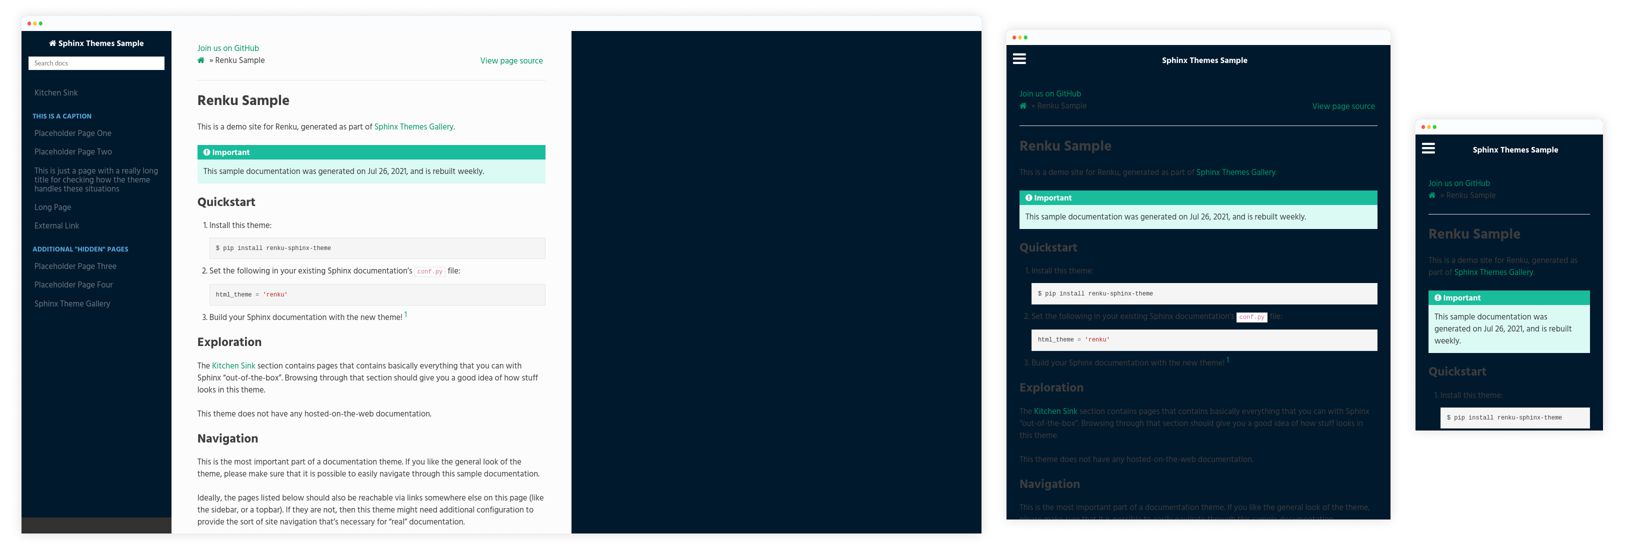 Sphinx Themes Sample
Search docs
Kitchen Sink
THIS IS A CAPTION
Placeholder Page One
Placeholder Page Two
This is just a page with a really long
title for checking how the theme
handles these situations
Long Page
External Link
ADDITIONAL "HIDDEN" PAGES
Placeholder Page Three
Placeholder Page Four
Sphinx Theme Gallery
Join us on GitHub
» Renku Sample
View page source
Renku Sample
This is a demo site for Renku, generated as part of Sphinx Themes Gallery.
Important
This sample documentation was generated on Jul 26, 2021, and is rebuilt weekly.
Quickstart
1. Install this theme:
$ pip install renku-sphinx-theme
2. Set the following in your existing Sphinx documentation's conf.py file:
html_theme = 'renku'
3. Build your Sphinx documentation with the new theme! 1
Exploration
The Kitchen Sink section contains pages that contains basically everything that you can with
Sphinx “out-of-the-box”. Browsing through that section should give you a good idea of how stuff
looks in this theme.
This theme does not have any hosted-on-the-web documentation.
Navigation
This is the most important part of a documentation theme. If you like the general look of the
theme, please make sure that it is possible to easily navigate through this sample documentation.
Ideally, the pages listed below should also be reachable via links somewhere else on this page (like
the sidebar, or a topbar). If they are not, then this theme might need additional configuration to
provide the sort of site navigation that's necessary for “real” documentation.
Sphinx Themes Sample
Join us on GitHub
» Renku Sample
View page source
Renku Sample
This is a demo site for Renku, generated as part of Sphinx Themes Gallery.
Important
This sample documentation was generated on Jul 26, 2021, and is rebuilt weekly.
Quickstart
1. Install this theme:
$ pip install renku-sphinx-theme
2. Set the following in your existing Sphinx documentation's conf.py file:
html_theme = 'renku'
3. Build your Sphinx documentation with the new theme! 1
Exploration
The Kitchen Sink section contains pages that contains basically everything that you can with Sphinx
“out-of-the-box”. Browsing through that section should give you a good idea of how stuff looks in
this theme.
This theme does not have any hosted-on-the-web documentation.
Navigation
This is the most important part of a documentation theme. If you like the general look of the theme,
please make sure that it is possible to easily navigate through this sample documentation.
Sphinx Themes Sample
Join us on GitHub
» Renku Sample
Renku Sample
This is a demo site for Renku, generated as
part of Sphinx Themes Gallery.
Important
This sample documentation was
generated on Jul 26, 2021, and is rebuilt
weekly.
Quickstart
1. Install this theme:
$ pip install renku-sphinx-theme